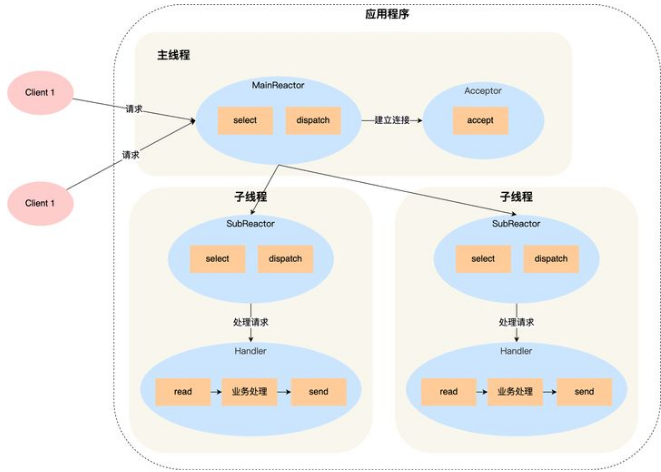 应用程序
主线程
Client 1
MainReactor
Acceptor
请求
select
dispatch
建立连接
accept
请求
Client 1
子线程
子线程
SubReactor
SubReactor
select
dispatch
select
dispatch
处理请求
处理请求
Handler
Handler
read
业务处理
send
read
业务处理
send